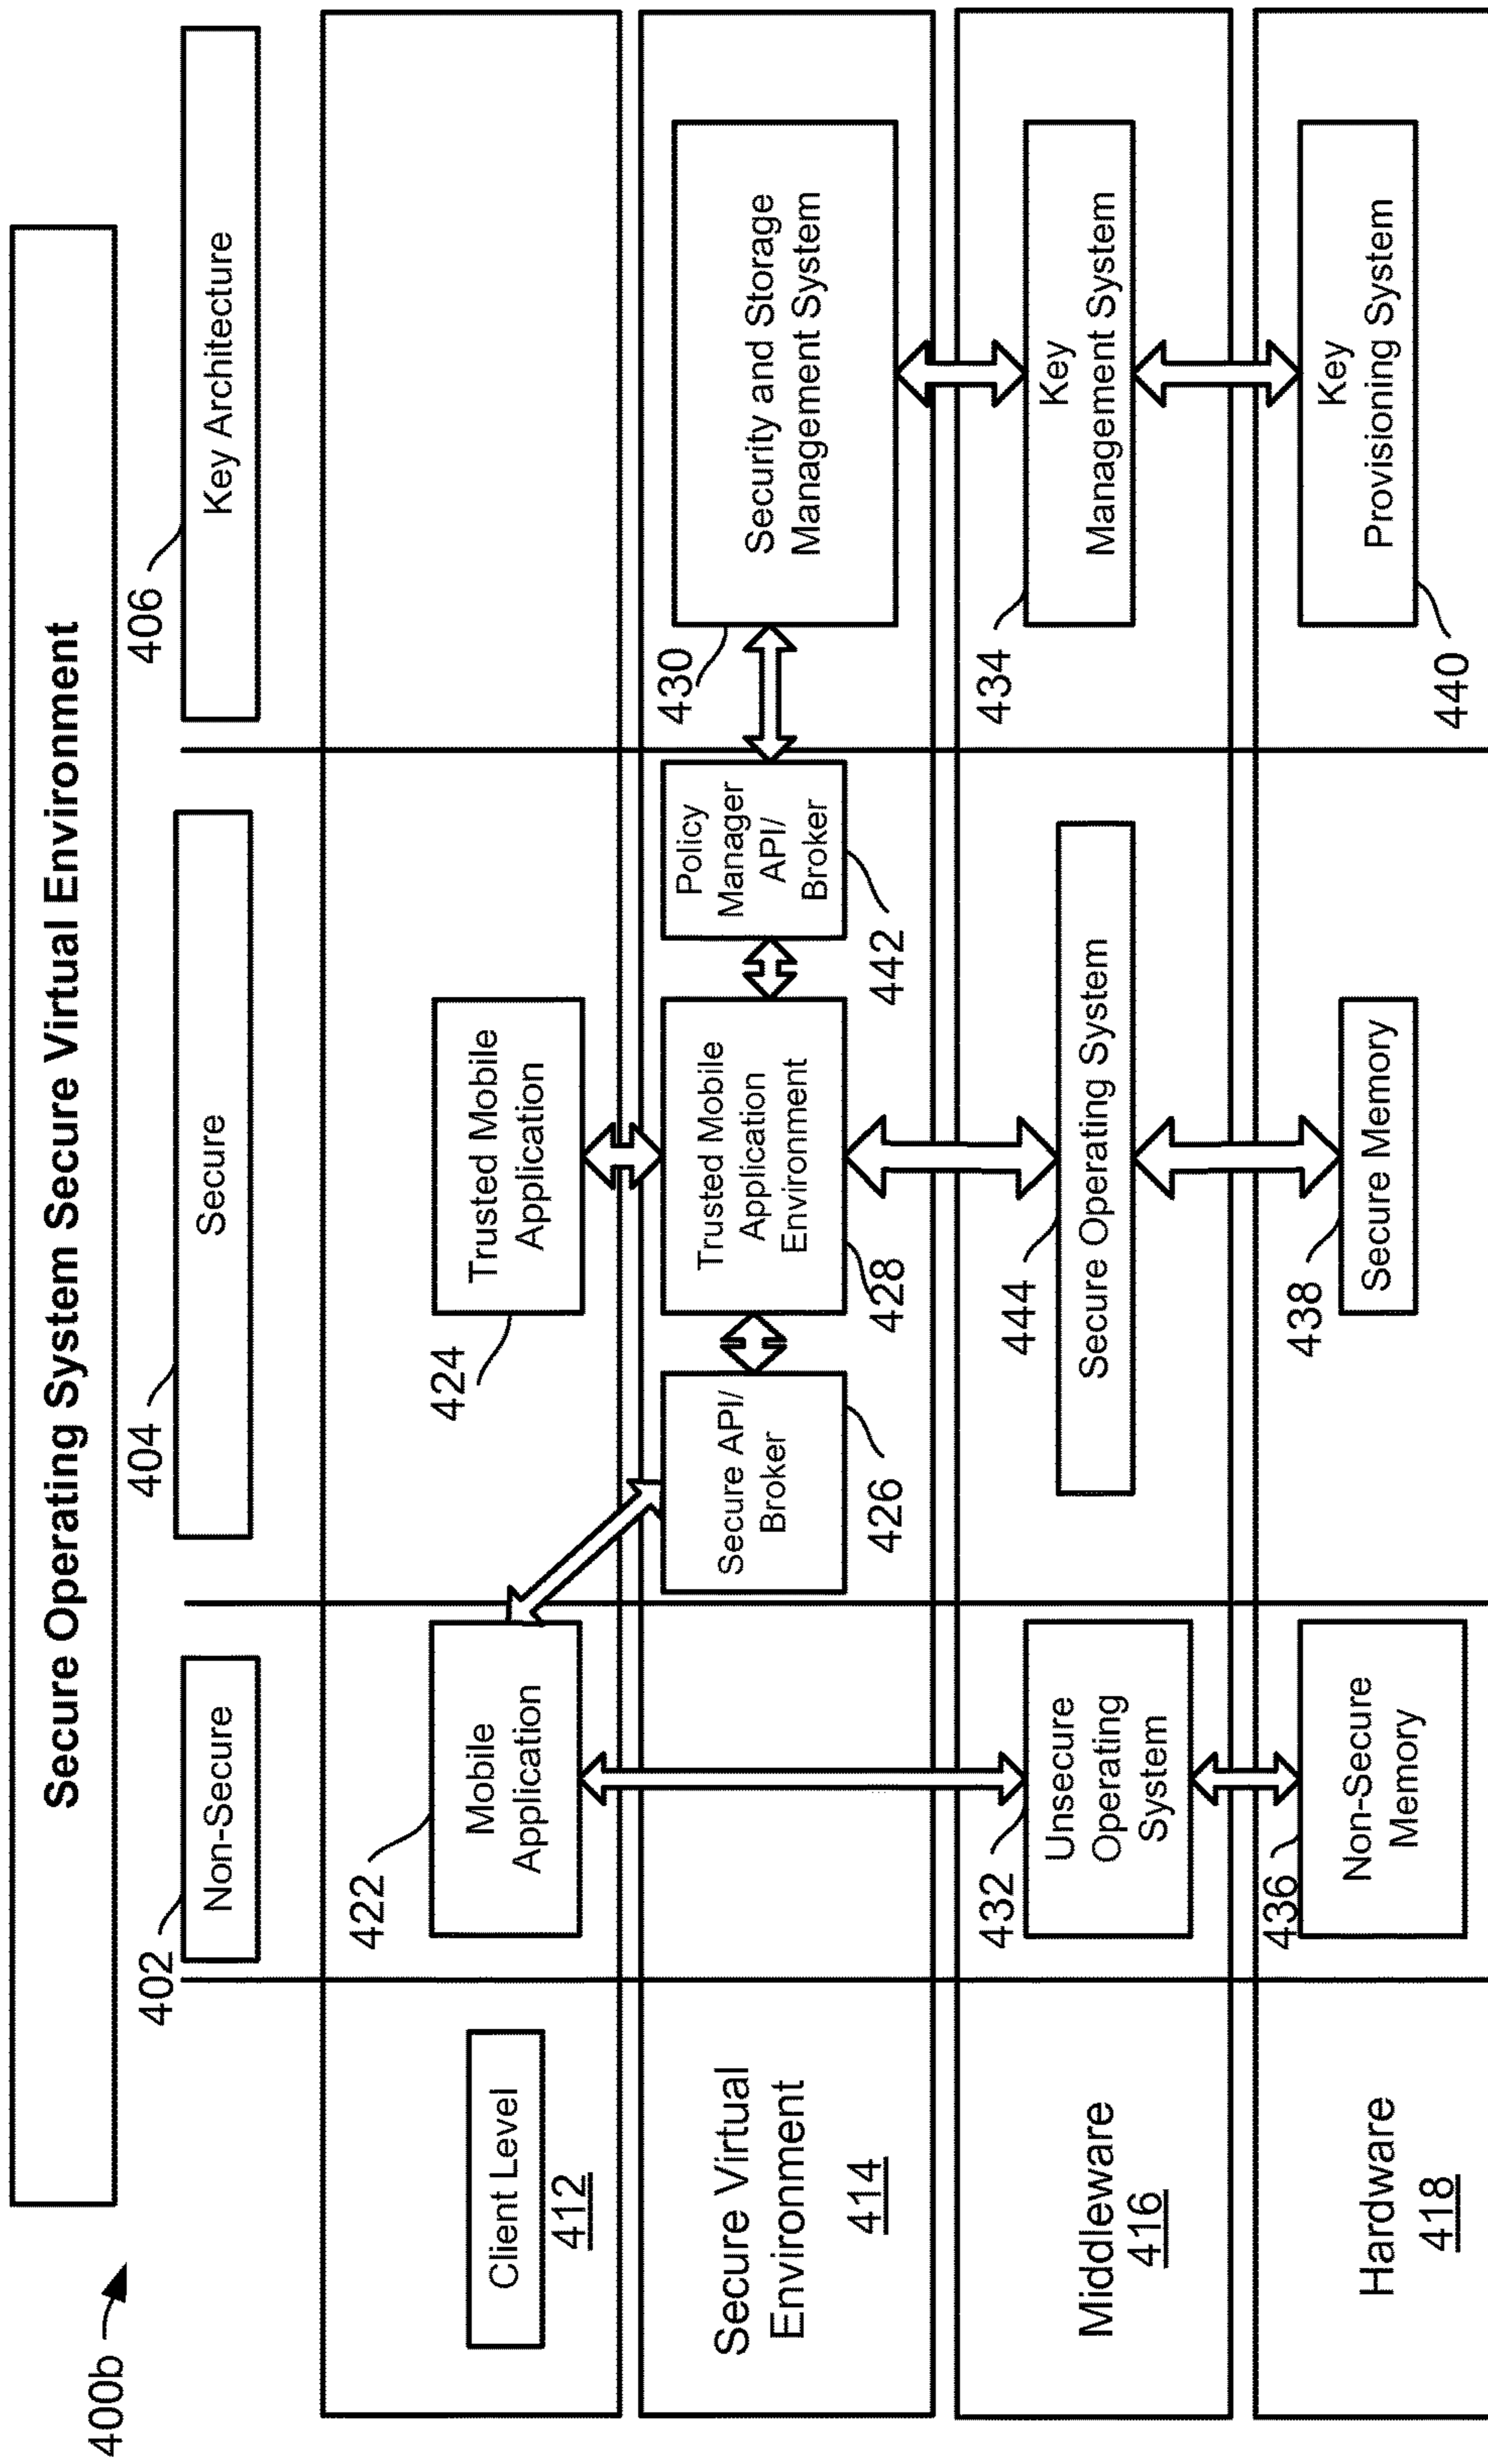 400b
Secure Operating System Secure Virtual Environment
402
404
406
Non-Secure
Secure
Key Architecture
Client Level
412
422
Mobile
Application
424
Trusted Mobile
Application
Secure Virtual
Environment
414
Secure API/
Broker
426
Trusted Mobile
Application
Environment
428
Policy
Manager
API/
Broker
442
430
Security and Storage
Management System
Middleware
416
432
Unsecure
Operating
System
444
Secure Operating System
434
Key
Management System
Hardware
418
436
Non-Secure
Memory
438
Secure Memory
440
Key
Provisioning System